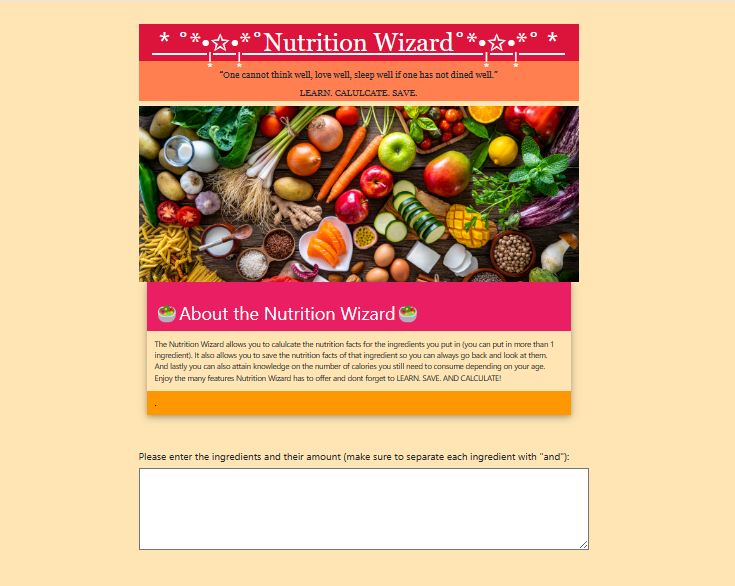 * ˚*•̩̩͙✩•̩̩͙*˚Nutrition Wizard˚*•̩̩͙✩•̩̩͙*˚ *
“One cannot think well, love well, sleep well if one has not dined well.”
LEARN. CALULCATE. SAVE.
🥗About the Nutrition Wizard🥗
The Nutrition Wizard allows you to calulcate the nutrition facts for the ingredients you put in (you can put in more than 1
ingredient). It also allows you to save the nutrition facts of that ingredient so you can always go back and look at them.
And lastly you can also attain knowledge on the number of calories you still need to consume depending on your age.
Enjoy the many features Nutrition Wizard has to offer and dont forget to LEARN. SAVE. AND CALCULATE!
.
Please enter the ingredients and their amount (make sure to separate each ingredient with "and"):